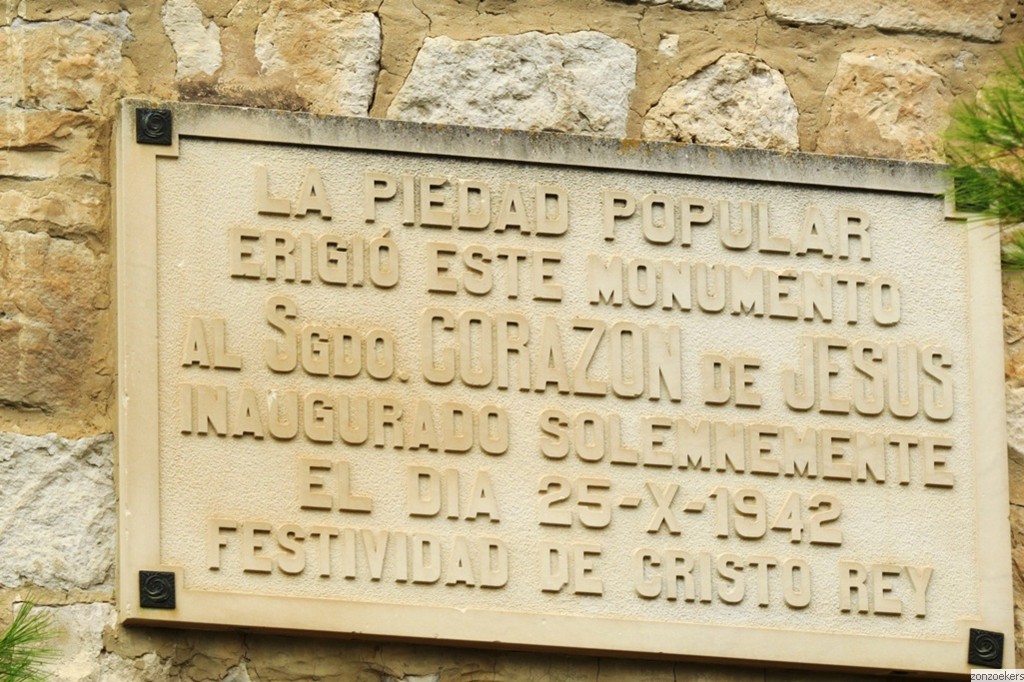 LA PIEDAD POPULAR
ERIGIÓ ESTE MONUMENTO
AL SGDO. CORAZON DE JESUS
INAUGURADO SOLEMNEMENTE
EL DIA 25-X-1942
FESTIVIDAD DE CRISTO REY
zonzoekers